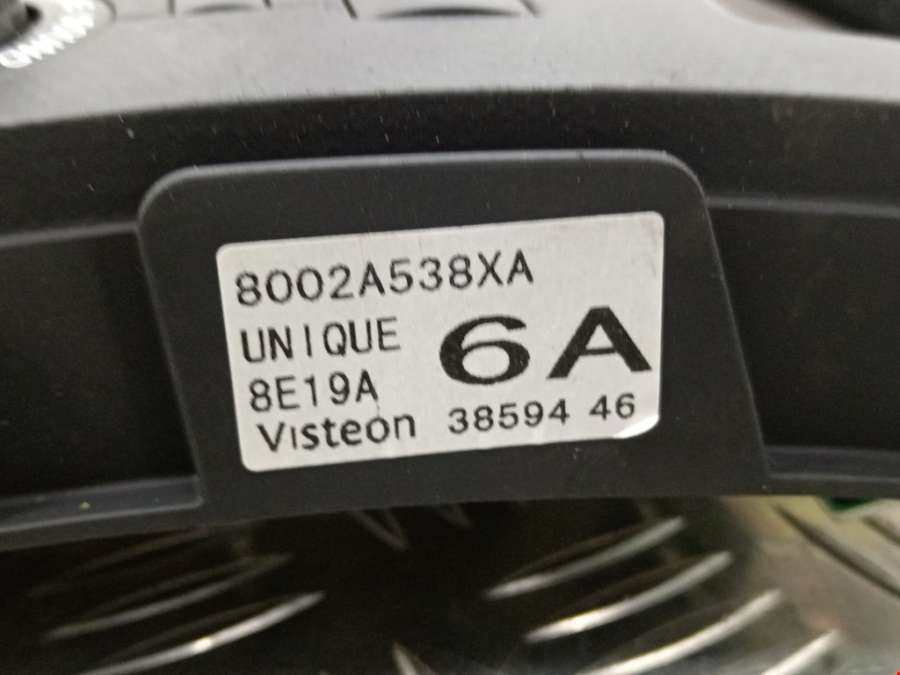 8002A538XA
UNIQUE
6A
8E19A
Visteon 38594 46